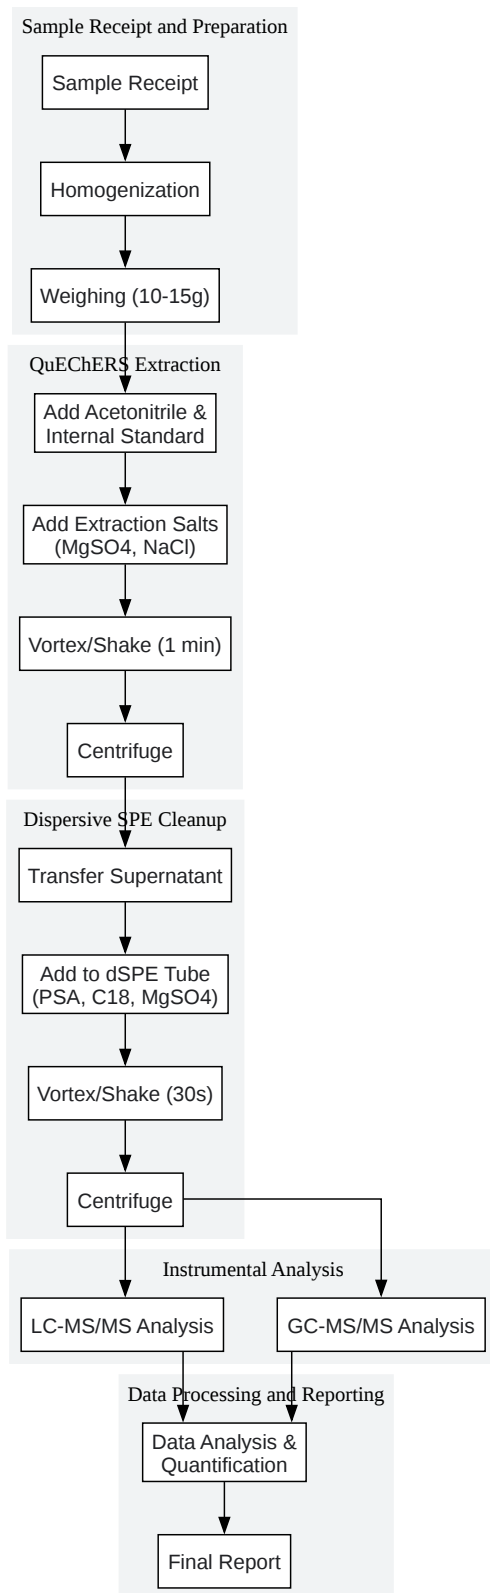 Sample Receipt and Preparation
Sample Receipt
Homogenization
Weighing (10-15g)
QuEChERS Extraction
Add Acetonitrile &
Internal Standard
Add Extraction Salts
(MgSO4, NaCl)
Vortex/Shake (1 min)
Centrifuge
Dispersive SPE Cleanup
Transfer Supernatant
Add to dSPE Tube
(PSA, C18, MgSO4)
Vortex/Shake (30s)
Centrifuge
Instrumental Analysis
LC-MS/MS Analysis
GC-MS/MS Analysis
Data Processing and Reporting
Data Analysis &
Quantification
Final Report